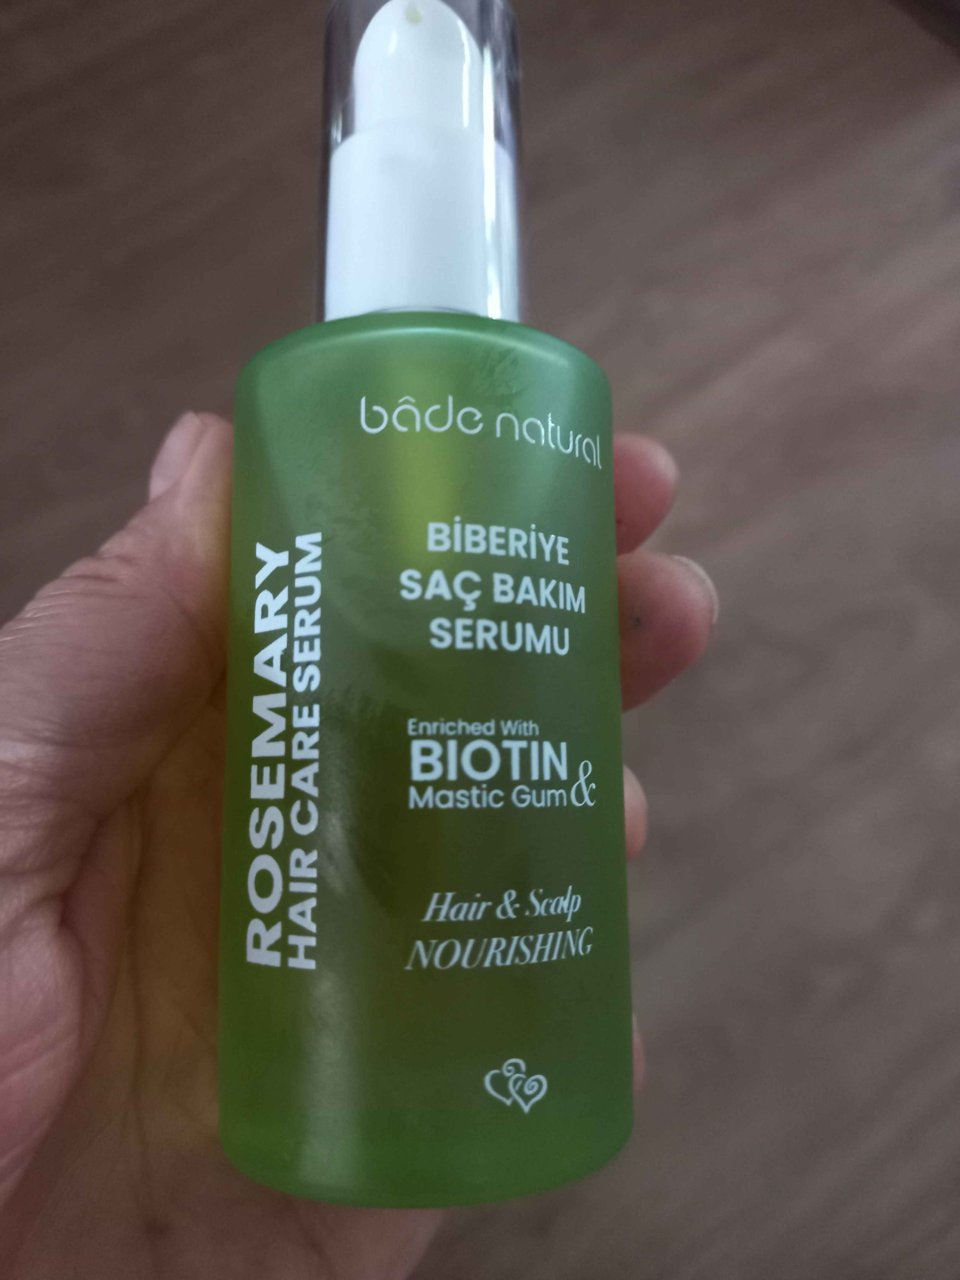 bâde natural
BİBERİYE
SAÇ BAKIM
SERUMU
Enriched With
BIOTIN &
Mastic Gum
Hair & Scalp
NOURISHING
ROSEMARY
HAIR CARE SERUM